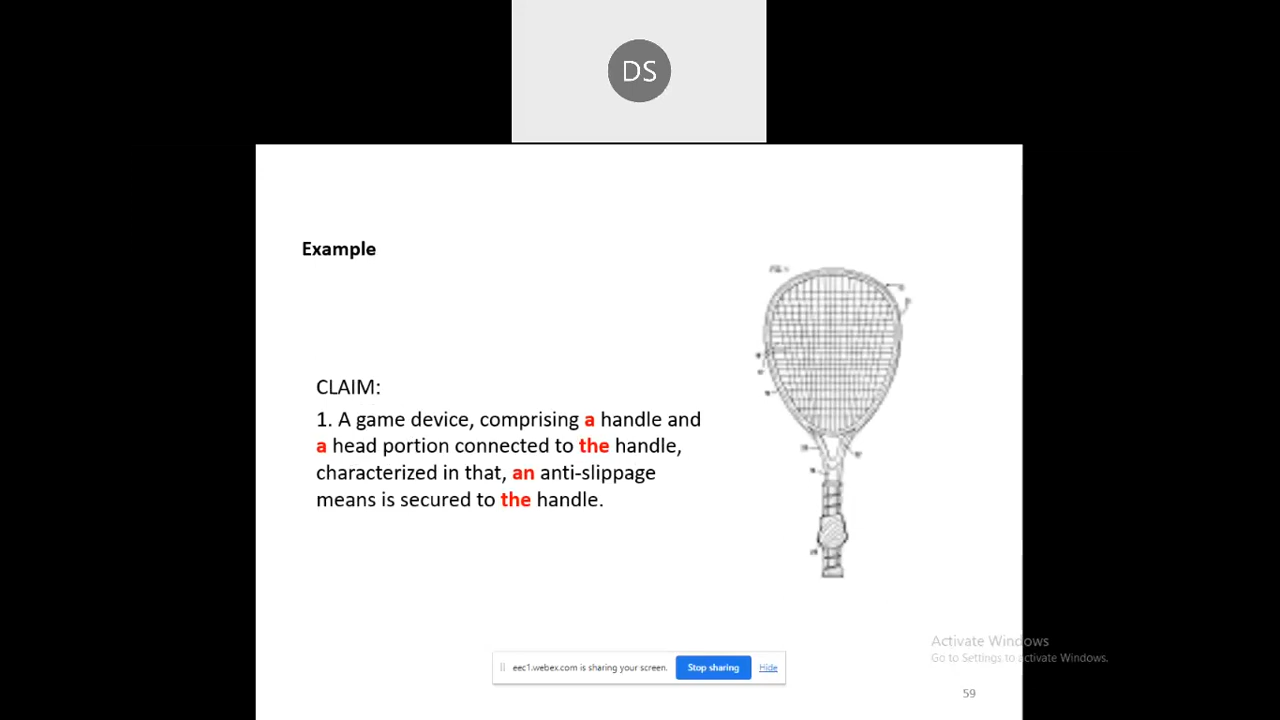 DS
Example
CLAIM:
1. A game device, comprising a handle and
a head portion connected to the handle,
characterized in that, an anti-slippage
means is secured to the handle.
eec1.webex.com is sharing your screen.
Stop sharing
Hide
Activate Windows
Go to Settings to activate Windows.
59